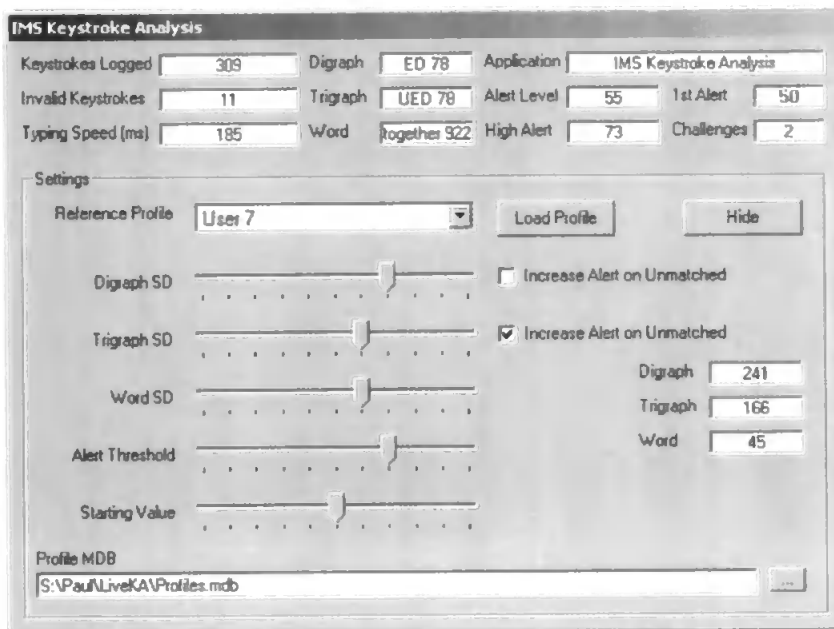 IMS Keystroke Analysis
Keystrokes Logged 309 Digraph ED 78 Application IMS Keystroke Analysis
Invalid Keystrokes 11 Trigraph UED 78 Alert Level 55 1st Alert 50
Typing Speed (ms) 185 Word together 922 High Alert 73 Challenges 2
Settings
Reference Profile User 7 Load Profile Hide
Digraph SD Increase Alert on Unmatched
Trigraph SD Increase Alert on Unmatched
Digraph 241
Word SD Trigraph 166
Alert Threshold Word 45
Starting Value
Profile MDB
S:\Paul\LiveKA\Profiles.mdb ...